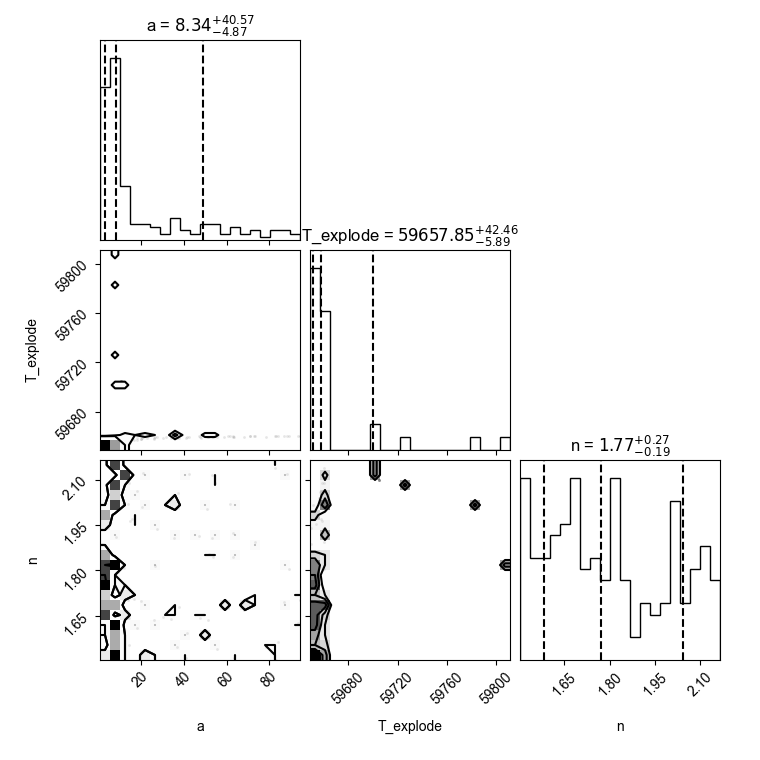 a = 8.34+40.57−4.87
T_explode = 59657.85+42.46−5.89
59800
59760
59720
59680
T_explode
n = 1.77+0.27−0.19
2.10
1.95
1.80
1.65
n
20
40
60
80
59680
59720
59760
59800
1.65
1.80
1.95
2.10
a
T_explode
n